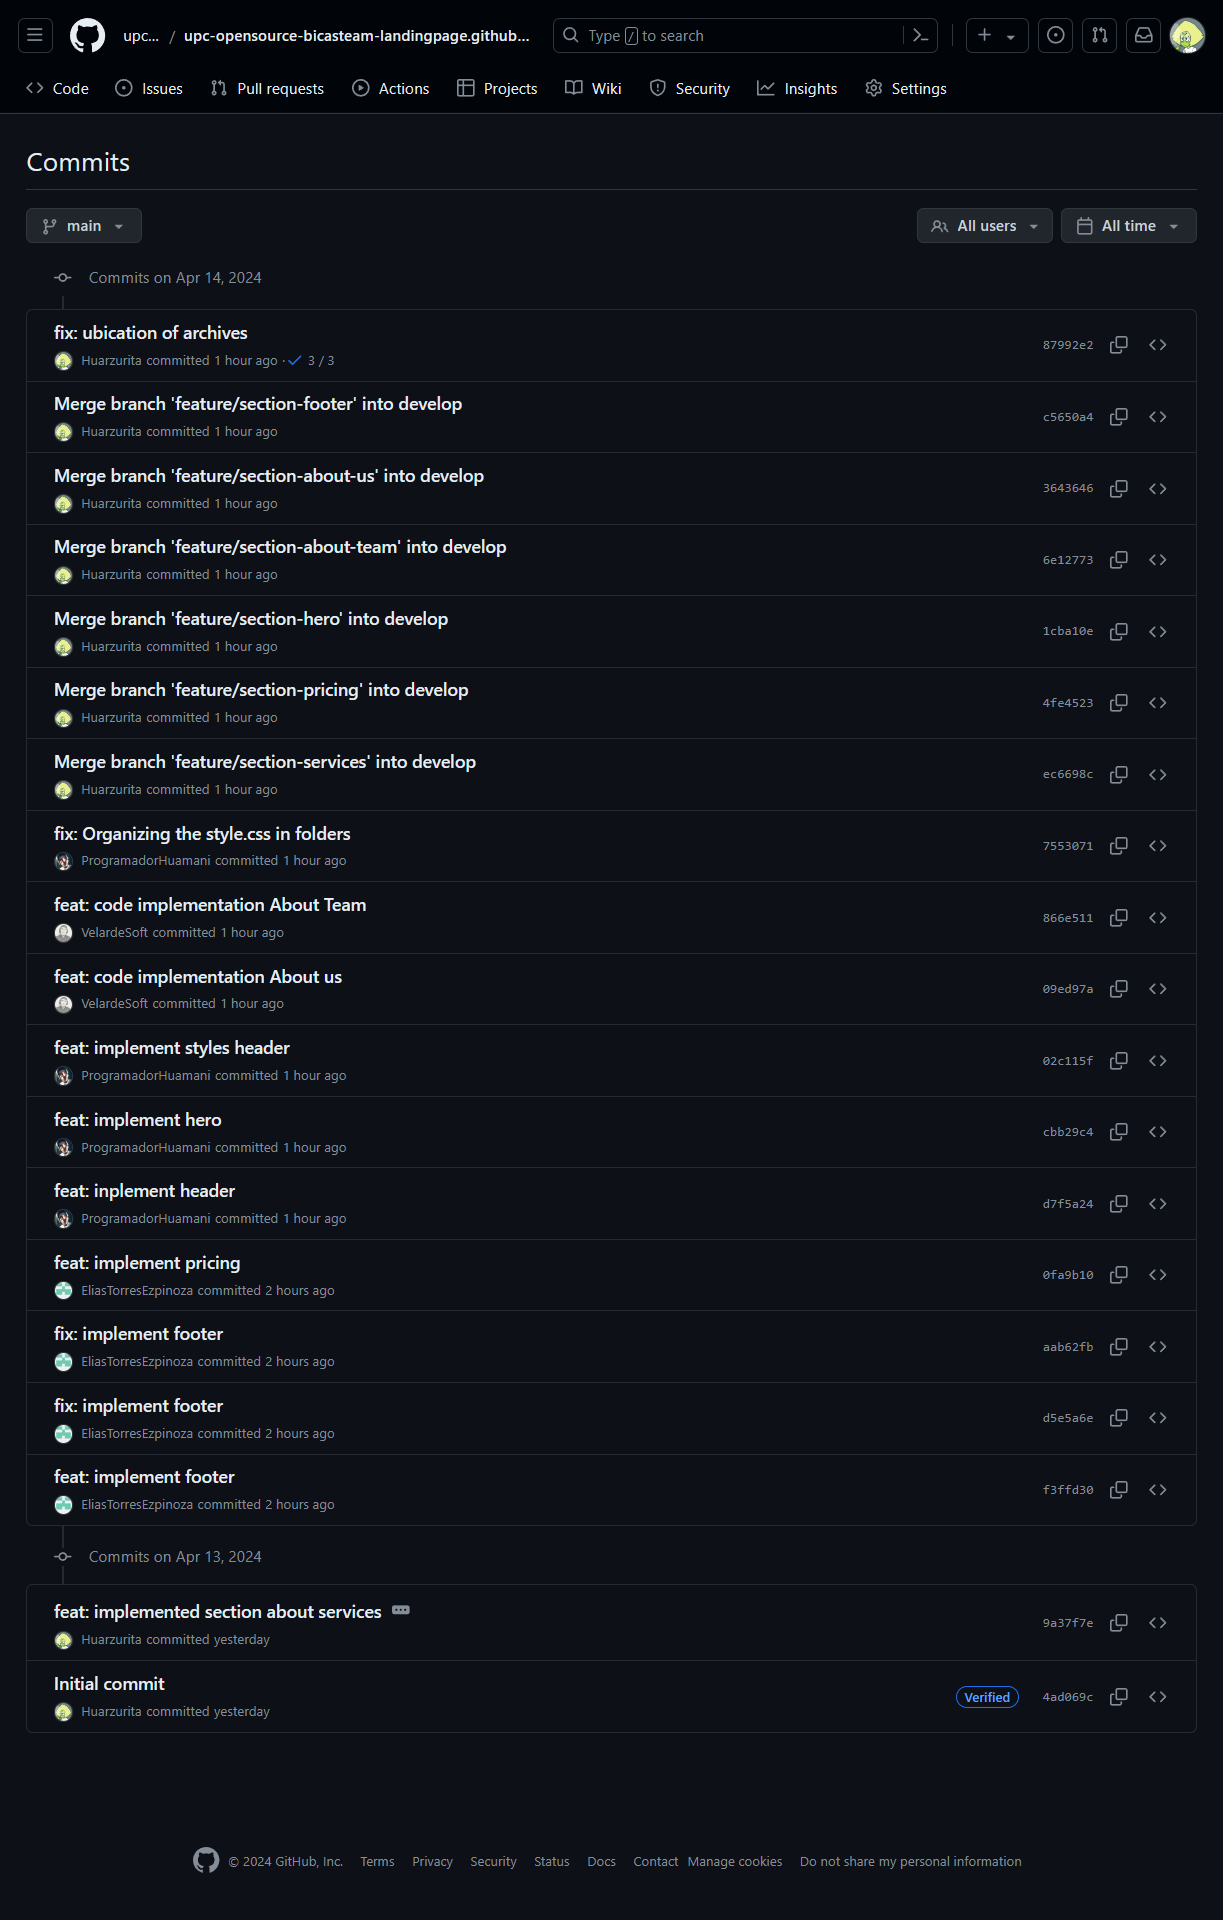 upc... / upc-opensource-bicasteam-landingpage.github... Type / to search
Code Issues Pull requests Actions Projects Wiki Security Insights Settings
Commits
main All users All time
Commits on Apr 14, 2024
fix: ubication of archives
Huarzurita committed 1 hour ago · 3 / 3
87992e2
Merge branch 'feature/section-footer' into develop
Huarzurita committed 1 hour ago
c5650a4
Merge branch 'feature/section-about-us' into develop
Huarzurita committed 1 hour ago
3643646
Merge branch 'feature/section-about-team' into develop
Huarzurita committed 1 hour ago
6e12773
Merge branch 'feature/section-hero' into develop
Huarzurita committed 1 hour ago
1cba10e
Merge branch 'feature/section-pricing' into develop
Huarzurita committed 1 hour ago
4fe4523
Merge branch 'feature/section-services' into develop
Huarzurita committed 1 hour ago
ec6698c
fix: Organizing the style.css in folders
ProgramadorHuamani committed 1 hour ago
7553071
feat: code implementation About Team
VelardeSoft committed 1 hour ago
866e511
feat: code implementation About us
VelardeSoft committed 1 hour ago
09ed97a
feat: implement styles header
ProgramadorHuamani committed 1 hour ago
02c115f
feat: implement hero
ProgramadorHuamani committed 1 hour ago
cbb29c4
feat: inplement header
ProgramadorHuamani committed 1 hour ago
d7f5a24
feat: implement pricing
EliasTorresEzpinoza committed 2 hours ago
0fa9b10
fix: implement footer
EliasTorresEzpinoza committed 2 hours ago
aab62fb
fix: implement footer
EliasTorresEzpinoza committed 2 hours ago
d5e5a6e
feat: implement footer
EliasTorresEzpinoza committed 2 hours ago
f3ffd30
Commits on Apr 13, 2024
feat: implemented section about services
Huarzurita committed yesterday
9a37f7e
Initial commit
Huarzurita committed yesterday
Verified 4ad069c
© 2024 GitHub, Inc. Terms Privacy Security Status Docs Contact Manage cookies Do not share my personal information